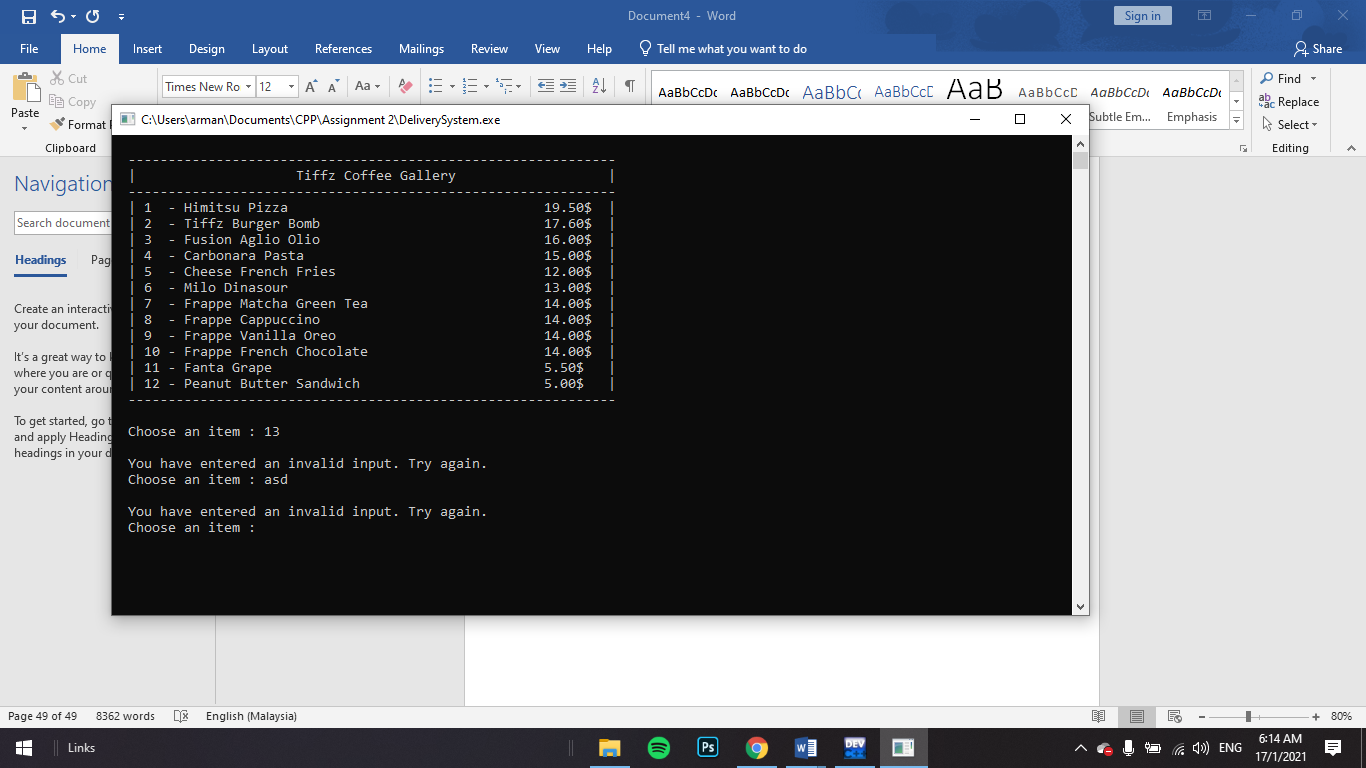 Document4 - Word
Sign in
File Home Insert Design Layout References Mailings Review View Help Tell me what you want to do Share
Cut
Copy
Paste
Format
Clipboard
Times New Ro 12
Aa
AaBbCcDc AaBbCcDc AaBbCc AaBbCcD AaB AaBbCcD AaBbCcDc AaBbCcDc
Subtle Em... Emphasis
Find
Replace
Select
Editing
C:\Users\arman\Documents\CPP\Assignment 2\DeliverySystem.exe
-------------------------------------------------------------
| Tiffz Coffee Gallery |
-------------------------------------------------------------
| 1 - Himitsu Pizza 19.50$ |
| 2 - Tiffz Burger Bomb 17.60$ |
| 3 - Fusion Aglio Olio 16.00$ |
| 4 - Carbonara Pasta 15.00$ |
| 5 - Cheese French Fries 12.00$ |
| 6 - Milo Dinasour 13.00$ |
| 7 - Frappe Matcha Green Tea 14.00$ |
| 8 - Frappe Cappuccino 14.00$ |
| 9 - Frappe Vanilla Oreo 14.00$ |
| 10 - Frappe French Chocolate 14.00$ |
| 11 - Fanta Grape 5.50$ |
| 12 - Peanut Butter Sandwich 5.00$ |
-------------------------------------------------------------
Choose an item : 13
You have entered an invalid input. Try again.
Choose an item : asd
You have entered an invalid input. Try again.
Choose an item :
Navigation
Search document
Headings
Create an
your document.
It's a great way to
where you are or
your content
To get started, go
and apply
headings in your
Page 49 of 49 8362 words English (Malaysia) 80%
Links
Ps
DEV
ENG
6:14 AM
17/1/2021